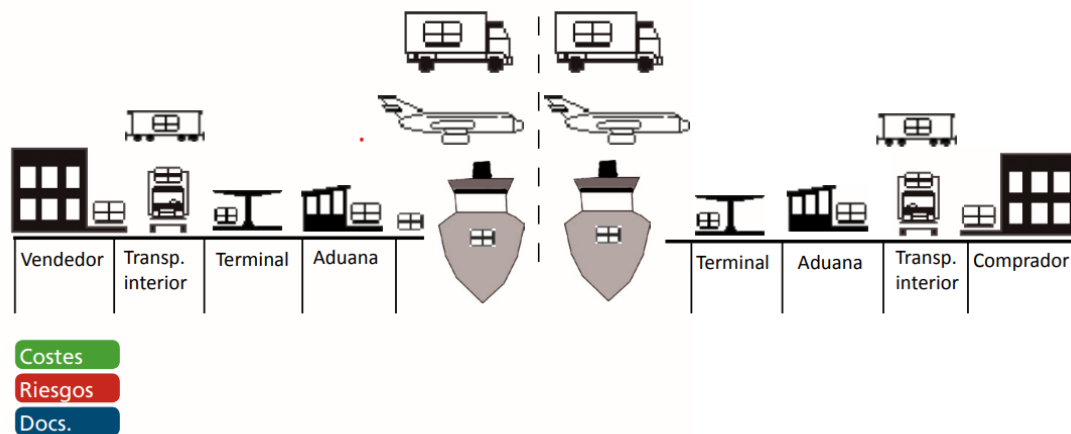 Vendedor
Transp.
interior
Terminal
Aduana
Terminal
Aduana
Transp.
interior
Comprador
Costes
Riesgos
Docs.